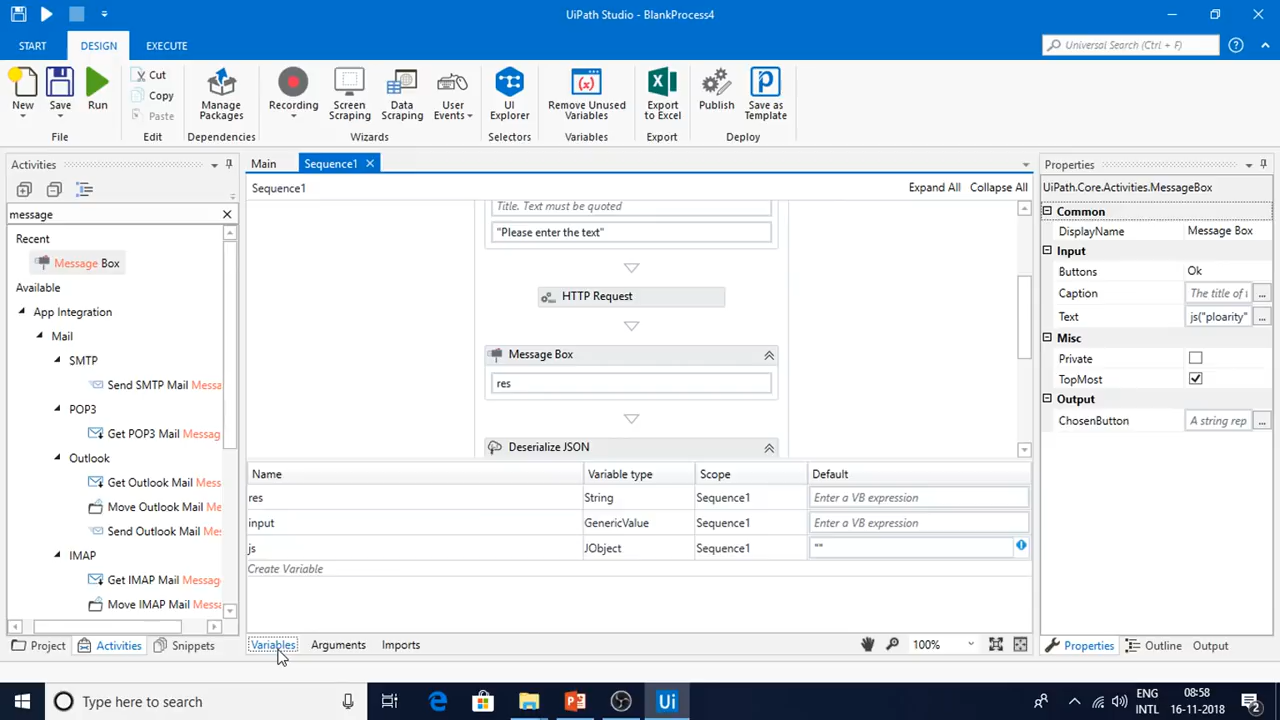 UiPath Studio - BlankProcess4
START DESIGN EXECUTE
Universal Search (Ctrl + F)
New Save Run
Cut
Copy
Paste
Manage Packages
Recording
Screen Scraping
Data Scraping
User Events
UI Explorer
Remove Unused Variables
Export to Excel
Publish
Save as Template
File Edit Dependencies Wizards Selectors Variables Export Deploy
Activities
message
Recent
Message Box
Available
App Integration
Mail
SMTP
Send SMTP Mail Messa
POP3
Get POP3 Mail Messag
Outlook
Get Outlook Mail Mess
Move Outlook Mail Mess
Send Outlook Mail Mes
IMAP
Get IMAP Mail Message
Move IMAP Mail Messa
Project Activities Snippets
Main Sequence1
Sequence1
Expand All Collapse All
Title. Text must be quoted
"Please enter the text"
HTTP Request
Message Box
res
Deserialize JSON
Name Variable type Scope Default
res String Sequence1 Enter a VB expression
input GenericValue Sequence1 Enter a VB expression
js JObject Sequence1 ""
Create Variable
Variables Arguments Imports
100%
Properties
UiPath.Core.Activities.MessageBox
Common
DisplayName Message Box
Input
Buttons Ok
Caption The title of
Text js("ploarity" ...
Misc
Private
TopMost
Output
ChosenButton A string rep ...
Properties Outline Output
Type here to search
Ui
ENG
INTL
08:58
16-11-2018
2